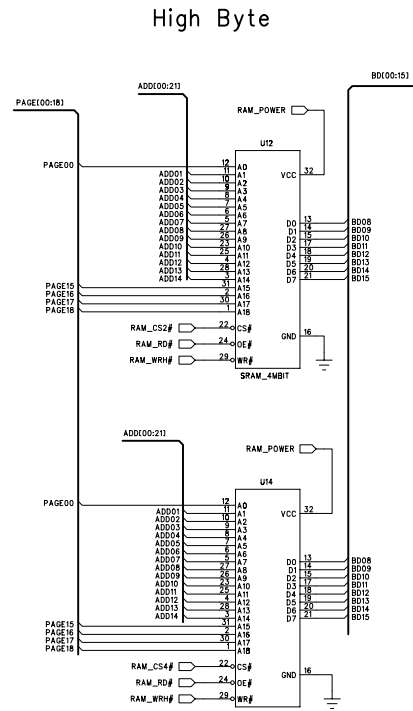 High Byte
ADD[00:21]
BD[00:15]
PAGE[00:18]
RAM_POWER
U12
PAGE00 12 A0
ADD01 11 A1 VCC 32
ADD02 10 A2
ADD03 9 A3
ADD04 8 A4
ADD05 7 A5
ADD06 6 A6
ADD07 5 A7 D0 13 BD08
ADD08 27 A8 D1 14 BD09
ADD09 26 A9 D2 15 BD10
ADD10 23 A10 D3 17 BD11
ADD11 25 A11 D4 18 BD12
ADD12 4 A12 D5 19 BD13
ADD13 28 A13 D6 20 BD14
ADD14 3 A14 D7 21 BD15
PAGE15 31 A15
PAGE16 2 A16
PAGE17 30 A17
PAGE18 1 A18
RAM_CS2# 22 CS#
GND 16
RAM_RD# 24 OE#
RAM_WRH# 29 WR#
SRAM_4MBIT
ADD[00:21]
RAM_POWER
U14
PAGE00 12 A0
ADD01 11 A1 VCC 32
ADD02 10 A2
ADD03 9 A3
ADD04 8 A4
ADD05 7 A5
ADD06 6 A6
ADD07 5 A7 D0 13 BD08
ADD08 27 A8 D1 14 BD09
ADD09 26 A9 D2 15 BD10
ADD10 23 A10 D3 17 BD11
ADD11 25 A11 D4 18 BD12
ADD12 4 A12 D5 19 BD13
ADD13 28 A13 D6 20 BD14
ADD14 3 A14 D7 21 BD15
PAGE15 31 A15
PAGE16 2 A16
PAGE17 30 A17
PAGE18 1 A18
RAM_CS4# 22 CS#
GND 16
RAM_RD# 24 OE#
RAM_WRH# 29 WR#